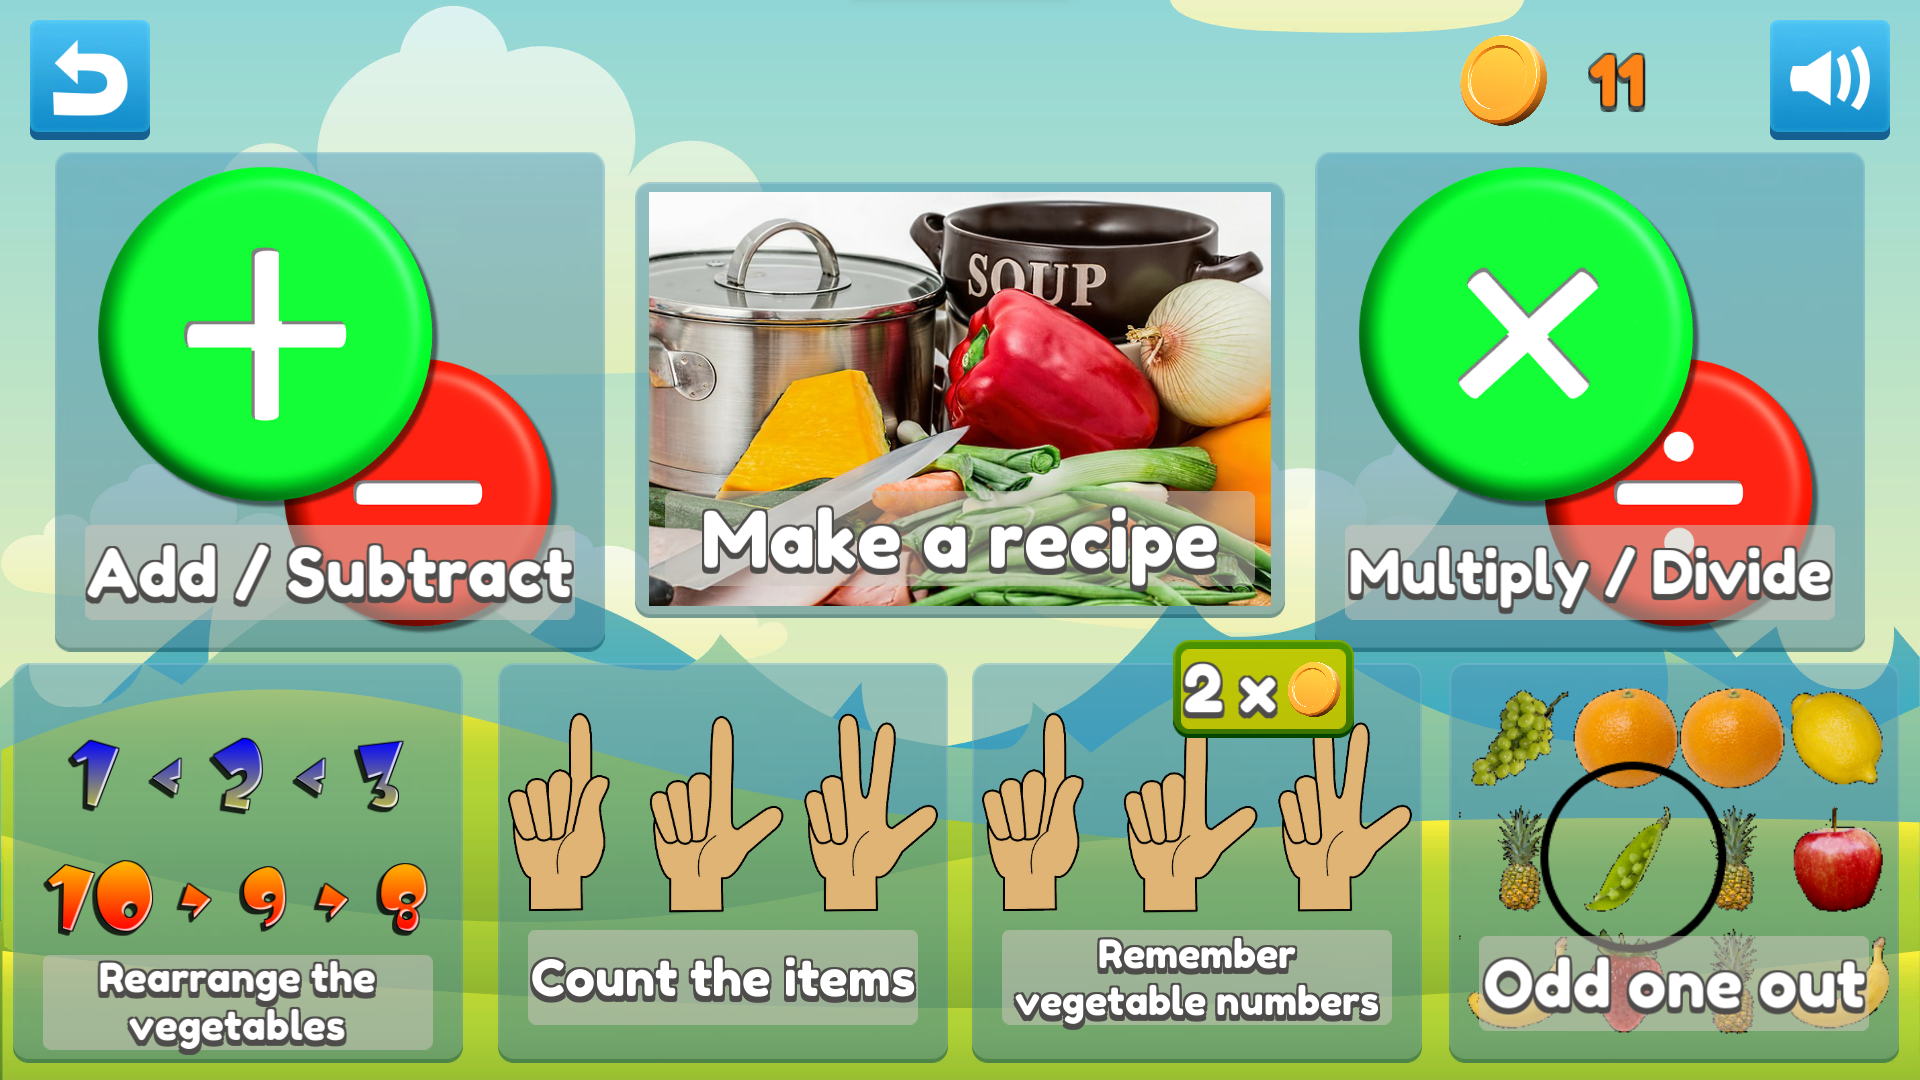 11
SOUP
Add / Subtract
Make a recipe
Multiply / Divide
2 x
1 < 2 < 3
10 → 9 → 8
Rearrange the
vegetables
Count the items
Remember
vegetable numbers
Odd one out